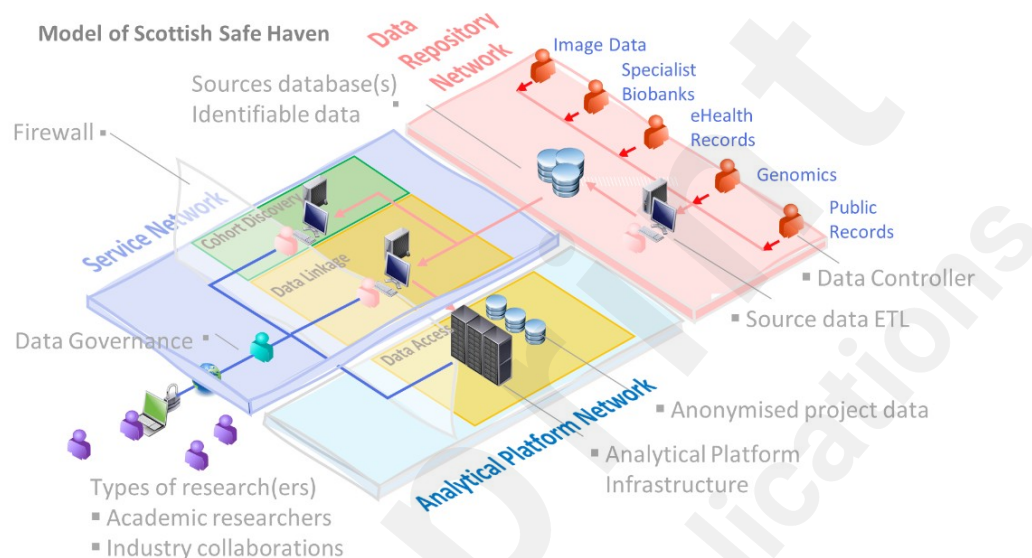 Model of Scottish Safe Haven
Data
Repository
Network
Image Data
Specialist
Biobanks
eHealth
Records
Genomics
Public
Records
Sources database(s)
Identifiable data
Firewall
Service Network
Cohort Discovery
Data Linkage
Data Access
Data Controller
Source data ETL
Data Governance
Anonymised project data
Analytical Platform Network
Analytical Platform
Infrastructure
Types of research(ers)
Academic researchers
Industry collaborations